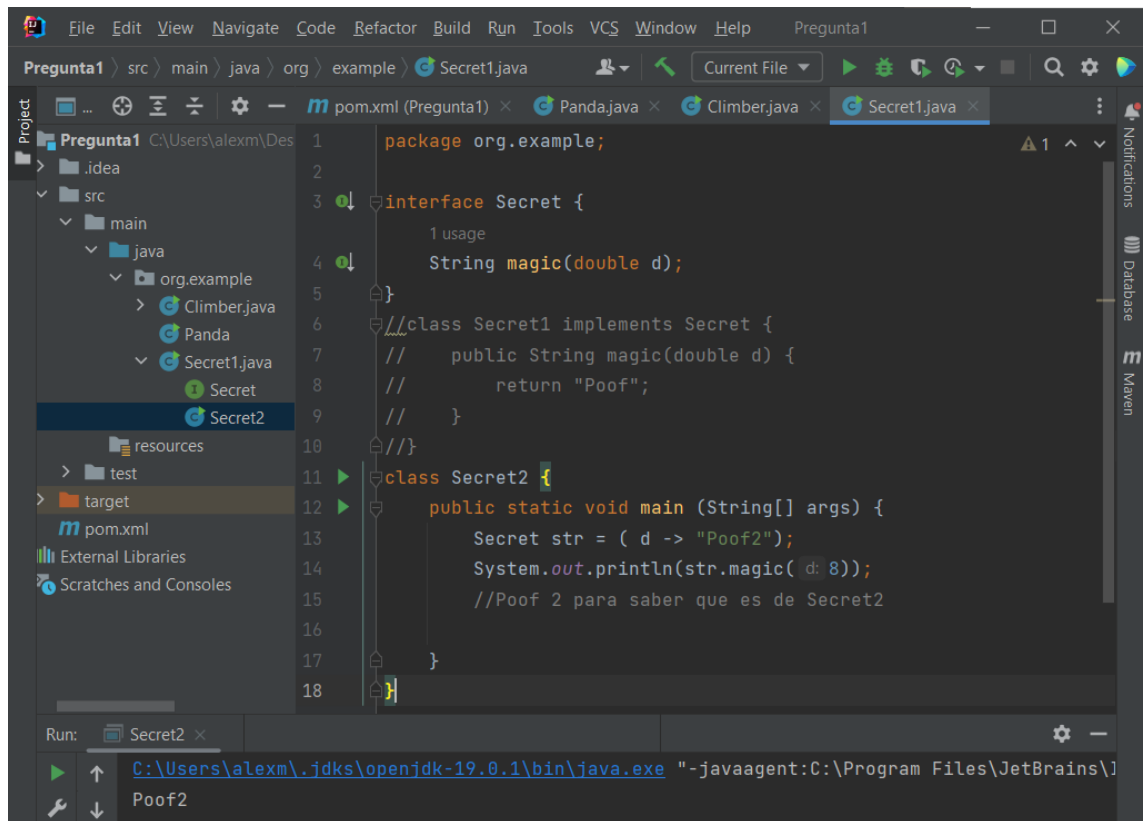 File Edit View Navigate Code Refactor Build Run Tools VCS Window Help Pregunta1
Pregunta1 〉 src 〉 main 〉 java 〉 org 〉 example 〉 Secret1.java Current File
Project
... pom.xml (Pregunta1) Panda.java Climber.java Secret1.java
Pregunta1 C:\Users\alexm\Des
.idea
src
main
java
org.example
Climber.java
Panda
Secret1.java
Secret
Secret2
resources
test
target
pom.xml
External Libraries
Scratches and Consoles
1 package org.example;
1
2
3 interface Secret {
1 usage
4 String magic(double d);
5 }
6 //class Secret1 implements Secret {
7 //    public String magic(double d) {
8 //        return "Poof";
9 //    }
10 //}
11 class Secret2 {
12 public static void main (String[] args) {
13 Secret str = ( d -> "Poof2");
14 System.out.println(str.magic( d: 8));
15 //Poof 2 para saber que es de Secret2
16
17 }
18 }
Notifications
Database
m Maven
Run: Secret2
C:\Users\alexm\.jdks\openjdk-19.0.1\bin\java.exe "-javaagent:C:\Program Files\JetBrains\
Poof2